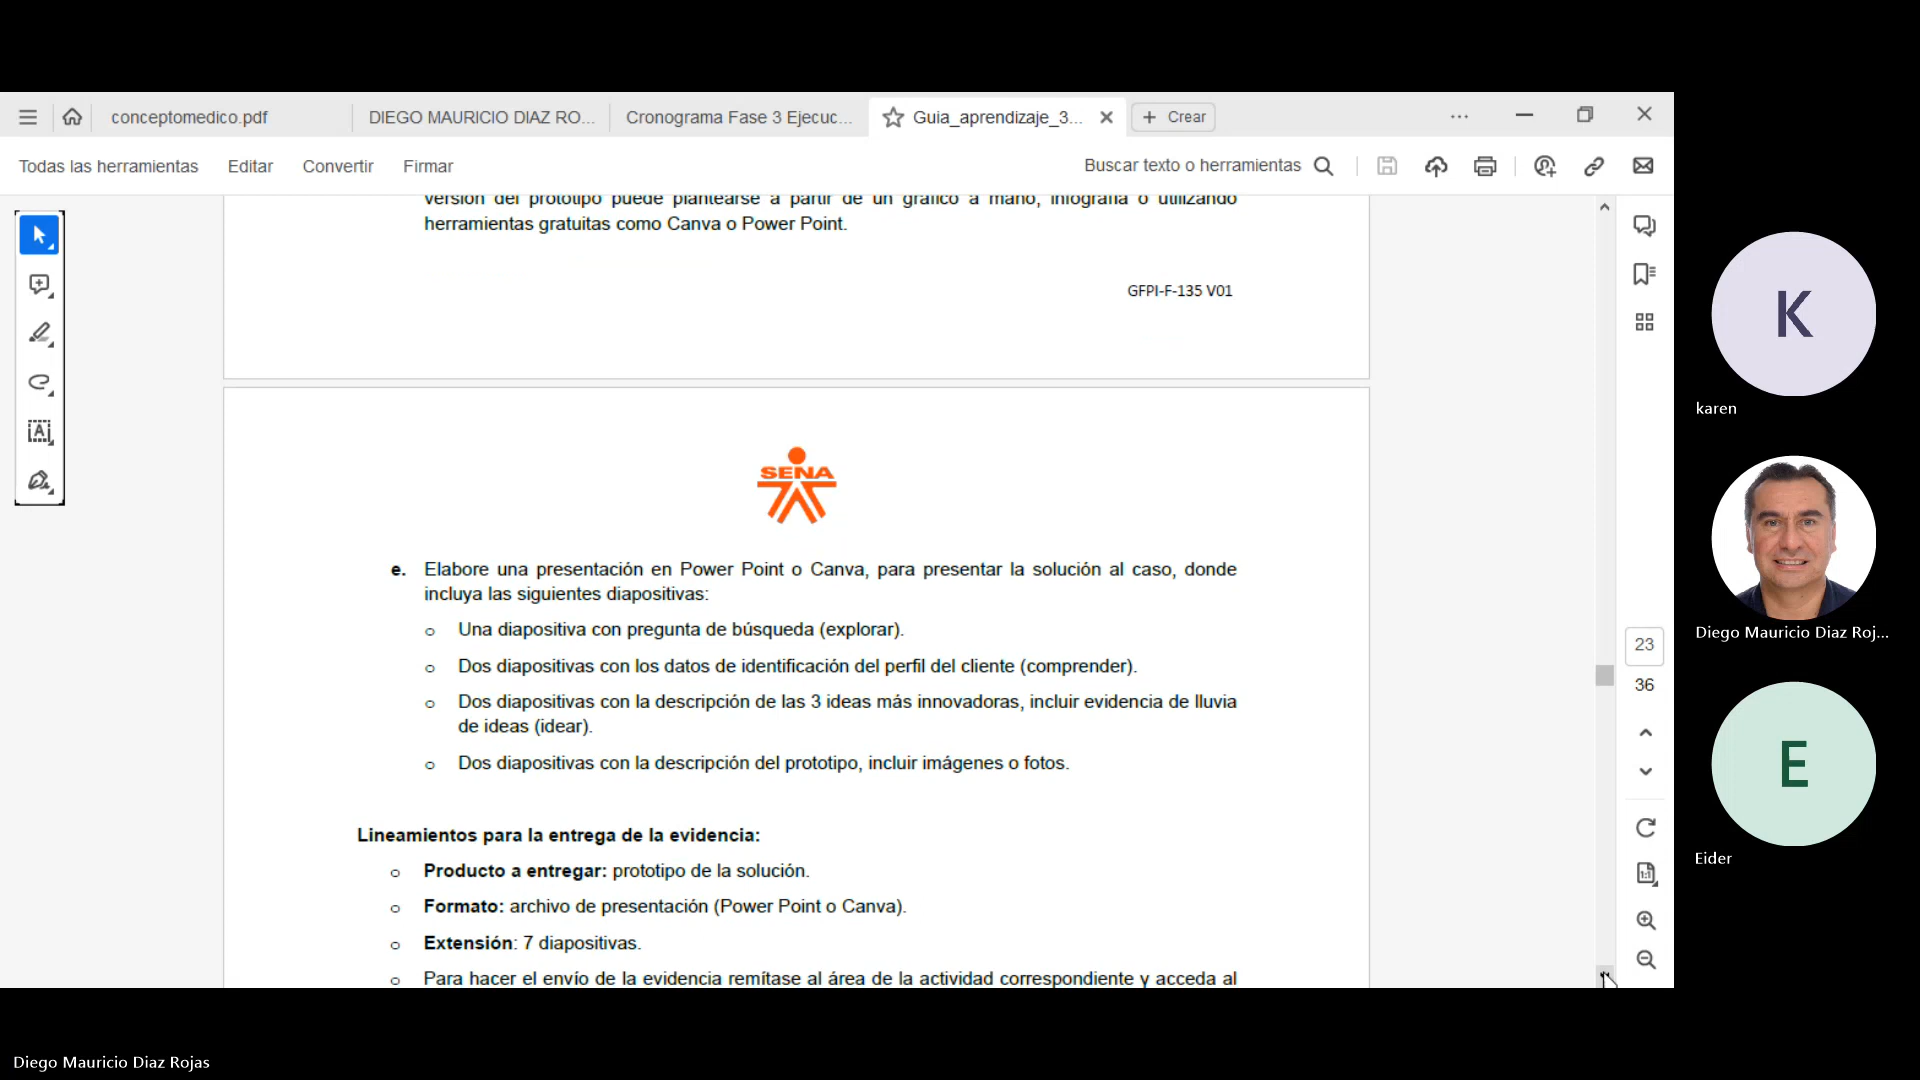 conceptomedico.pdf
DIEGO MAURICIO DIAZ RO...
Cronograma Fase 3 Ejecuc...
Guia_aprendizaje_3...
Crear
Todas las herramientas
Editar
Convertir
Firmar
Buscar texto o herramientas
versión del prototipo puede plantearse a partir de un gráfico a mano, infografía o utilizando
herramientas gratuitas como Canva o Power Point.
GFPI-F-135 V01
SENA
e. Elabore una presentación en Power Point o Canva, para presentar la solución al caso, donde
incluya las siguientes diapositivas:
o Una diapositiva con pregunta de búsqueda (explorar).
o Dos diapositivas con los datos de identificación del perfil del cliente (comprender).
o Dos diapositivas con la descripción de las 3 ideas más innovadoras, incluir evidencia de lluvia
de ideas (idear).
o Dos diapositivas con la descripción del prototipo, incluir imágenes o fotos.
Lineamientos para la entrega de la evidencia:
o Producto a entregar: prototipo de la solución.
o Formato: archivo de presentación (Power Point o Canva).
o Extensión: 7 diapositivas.
o Para hacer el envío de la evidencia remítase al área de la actividad correspondiente y acceda al
23
36
K
karen
Diego Mauricio Diaz Roj...
E
Eider
Diego Mauricio Diaz Rojas